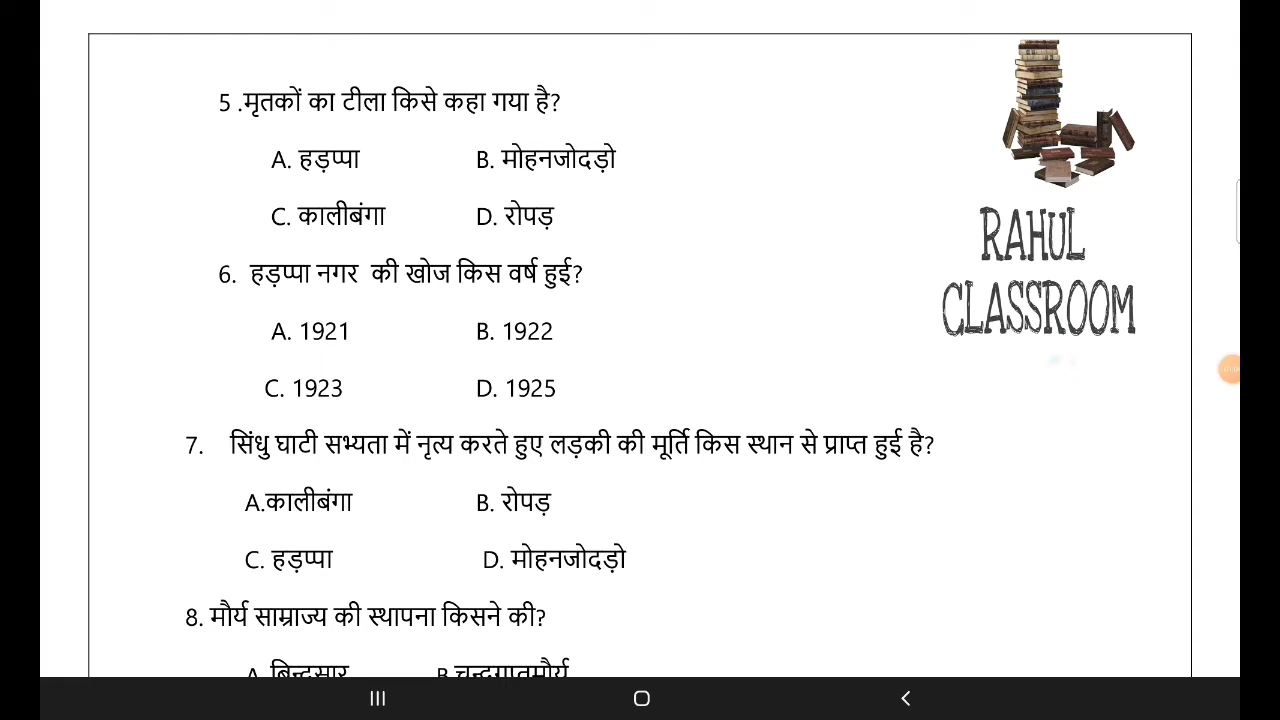 5 .मृतकों का टीला किसे कहा गया है?
A. हड़प्पा B. मोहनजोदड़ो
C. कालीबंगा D. रोपड़
6. हड़प्पा नगर की खोज किस वर्ष हुई?
A. 1921 B. 1922
C. 1923 D. 1925
7. सिंधु घाटी सभ्यता में नृत्य करते हुए लड़की की मूर्ति किस स्थान से प्राप्त हुई है?
A.कालीबंगा B. रोपड़
C. हड़प्पा D. मोहनजोदड़ो
8. मौर्य साम्राज्य की स्थापना किसने की?
A. बिन्दुसार B.
RAHUL
CLASSROOM